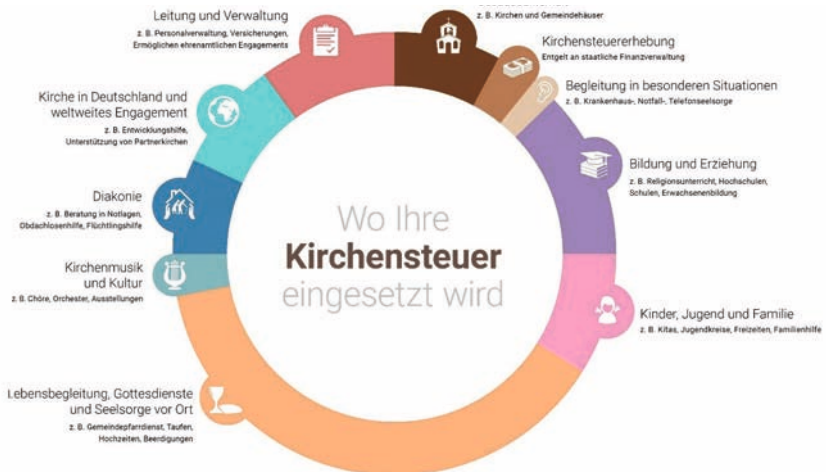 Leitung und Verwaltung
z. B. Personalverwaltung, Versicherungen,
Ermöglichen ehrenamtlichen Engagements
z. B. Kirchen und Gemeindehäuser
Kirchensteuererhebung
Entgelt an staatliche Finanzverwaltung
Begleitung in besonderen Situationen
z. B. Krankenhaus-, Notfall-, Telefonseelsorge
Kirche in Deutschland und
weltweites Engagement
z. B. Entwicklungshilfe,
Unterstützung von Partnerkirchen
Bildung und Erziehung
z. B. Religionsunterricht, Hochschulen,
Schulen, Erwachsenenbildung
Diakonie
z. B. Beratung in Notlagen,
Obdachlosenhilfe, Flüchtlingshilfe
Wo Ihre
Kirchensteuer
eingesetzt wird
Kirchenmusik
und Kultur
z. B. Chöre, Orchester, Ausstellungen
Kinder, Jugend und Familie
z. B. Kitas, Jugendkreise, Freizeiten, Familienhilfe
Lebensbegleitung, Gottesdienste
und Seelsorge vor Ort
z. B. Gemeindepfarrdienst, Taufen,
Hochzeiten, Beerdigungen